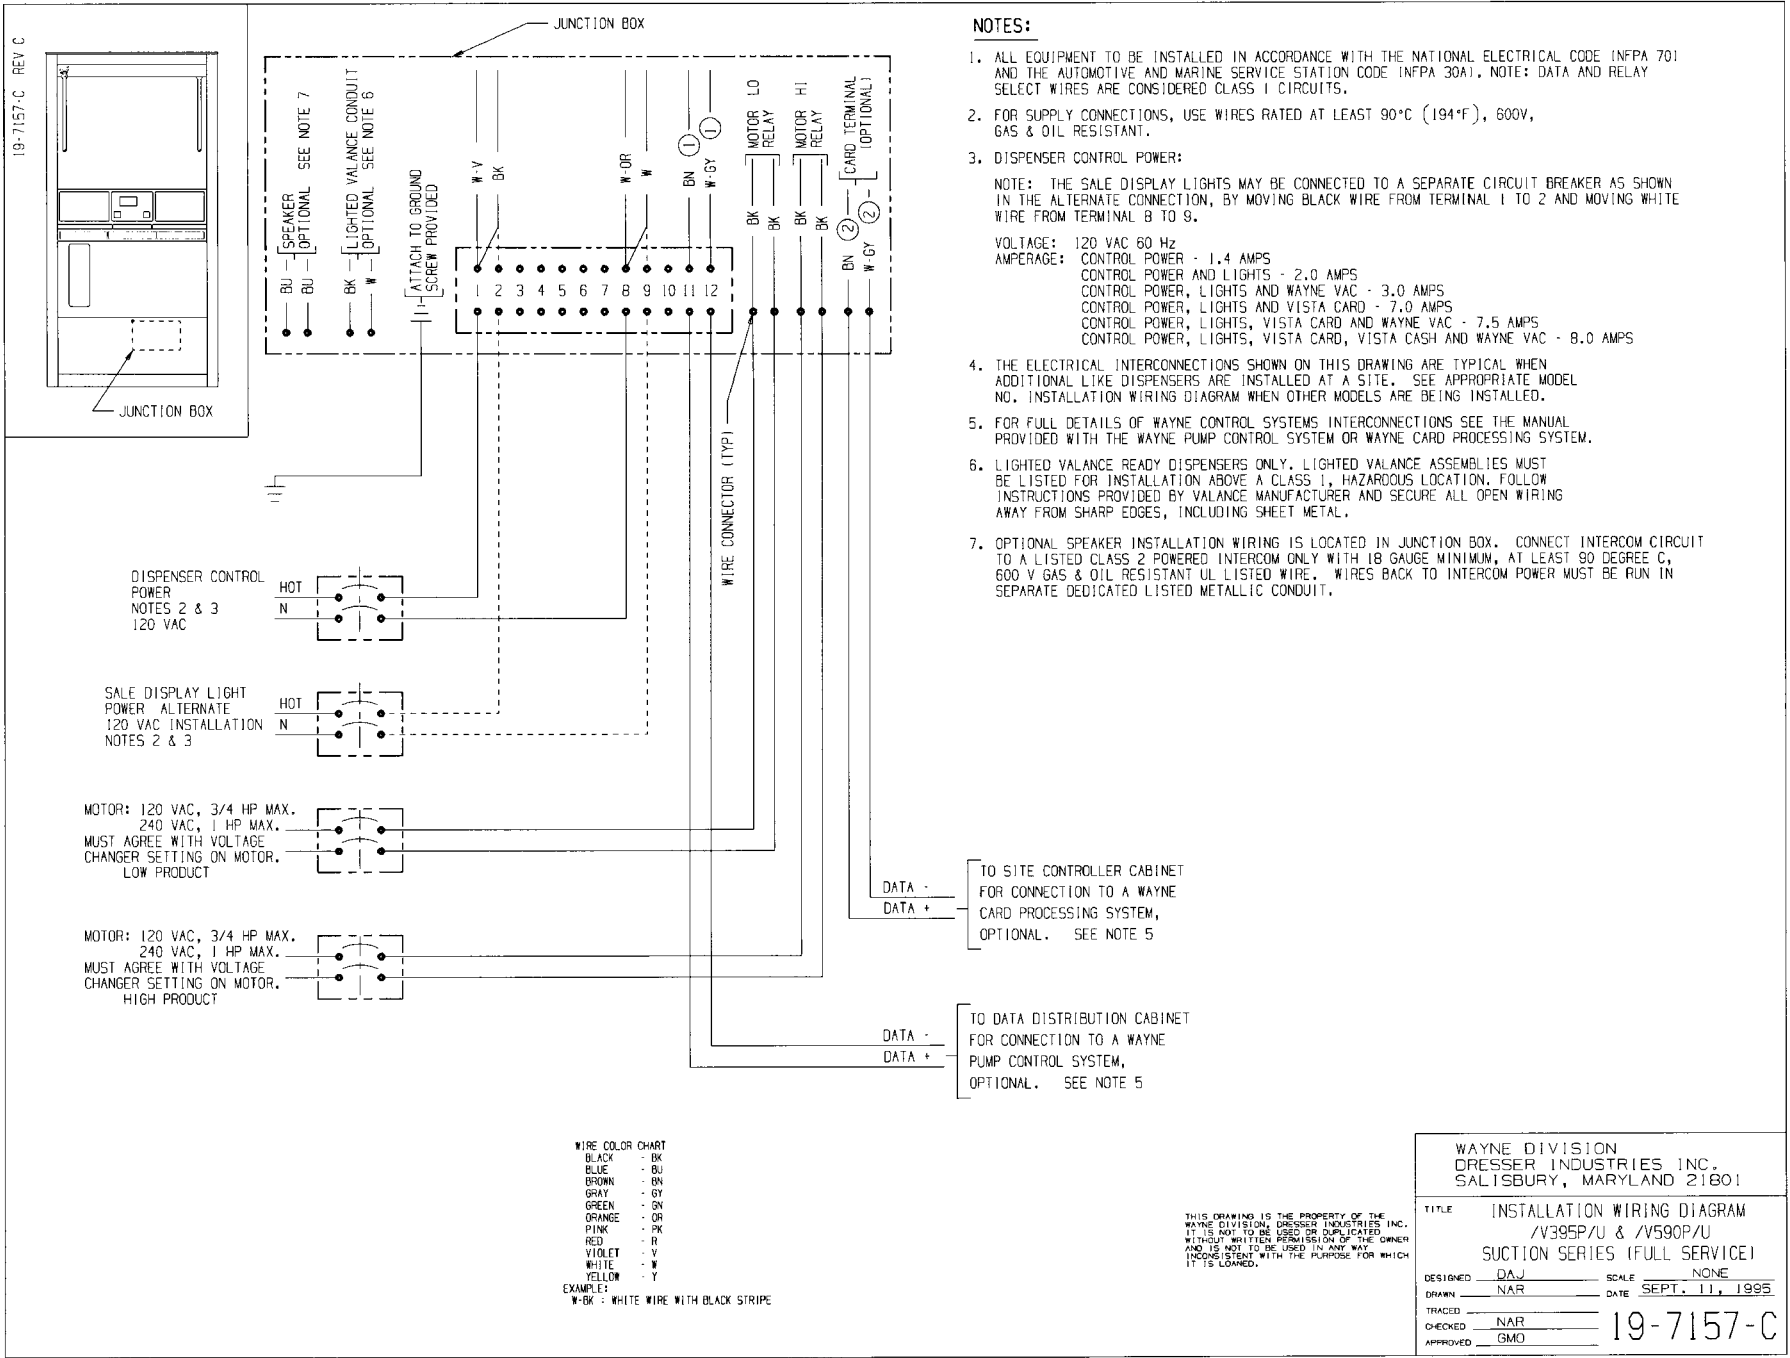 19-7157-C REV C
JUNCTION BOX
JUNCTION BOX
SPEAKER
OPTIONAL SEE NOTE 7
BU
BU
LIGHTED VALANCE CONDUIT
OPTIONAL SEE NOTE 6
BK
W
ATTACH TO GROUND
SCREW PROVIDED
W-V
BK
W-OR
W
BN
1
W-GY
1
MOTOR LO
RELAY
BK
BK
MOTOR HI
RELAY
BK
BK
CARD TERMINAL
(OPTIONAL)
BN
2
W-GY
2
1 2 3 4 5 6 7 8 9 10 11 12
WIRE CONNECTOR (TYP)
DISPENSER CONTROL
POWER
NOTES 2 & 3
120 VAC
HOT
N
SALE DISPLAY LIGHT
POWER ALTERNATE
120 VAC INSTALLATION
NOTES 2 & 3
HOT
N
MOTOR: 120 VAC, 3/4 HP MAX.
240 VAC, 1 HP MAX.
MUST AGREE WITH VOLTAGE
CHANGER SETTING ON MOTOR.
LOW PRODUCT
MOTOR: 120 VAC, 3/4 HP MAX.
240 VAC, 1 HP MAX.
MUST AGREE WITH VOLTAGE
CHANGER SETTING ON MOTOR.
HIGH PRODUCT
DATA -
DATA +
TO SITE CONTROLLER CABINET
FOR CONNECTION TO A WAYNE
CARD PROCESSING SYSTEM,
OPTIONAL. SEE NOTE 5
DATA -
DATA +
TO DATA DISTRIBUTION CABINET
FOR CONNECTION TO A WAYNE
PUMP CONTROL SYSTEM,
OPTIONAL. SEE NOTE 5
NOTES:
1. ALL EQUIPMENT TO BE INSTALLED IN ACCORDANCE WITH THE NATIONAL ELECTRICAL CODE (NFPA 70)
AND THE AUTOMOTIVE AND MARINE SERVICE STATION CODE (NFPA 30A). NOTE: DATA AND RELAY
SELECT WIRES ARE CONSIDERED CLASS 1 CIRCUITS.
2. FOR SUPPLY CONNECTIONS, USE WIRES RATED AT LEAST 90°C (194°F), 600V,
GAS & OIL RESISTANT.
3. DISPENSER CONTROL POWER:
NOTE: THE SALE DISPLAY LIGHTS MAY BE CONNECTED TO A SEPARATE CIRCUIT BREAKER AS SHOWN
IN THE ALTERNATE CONNECTION, BY MOVING BLACK WIRE FROM TERMINAL 1 TO 2 AND MOVING WHITE
WIRE FROM TERMINAL 8 TO 9.
VOLTAGE: 120 VAC 60 Hz
AMPERAGE: CONTROL POWER - 1.4 AMPS
CONTROL POWER AND LIGHTS - 2.0 AMPS
CONTROL POWER, LIGHTS AND WAYNE VAC - 3.0 AMPS
CONTROL POWER, LIGHTS AND VISTA CARD - 7.0 AMPS
CONTROL POWER, LIGHTS, VISTA CARD AND WAYNE VAC - 7.5 AMPS
CONTROL POWER, LIGHTS, VISTA CARD, VISTA CASH AND WAYNE VAC - 8.0 AMPS
4. THE ELECTRICAL INTERCONNECTIONS SHOWN ON THIS DRAWING ARE TYPICAL WHEN
ADDITIONAL LIKE DISPENSERS ARE INSTALLED AT A SITE. SEE APPROPRIATE MODEL
NO. INSTALLATION WIRING DIAGRAM WHEN OTHER MODELS ARE BEING INSTALLED.
5. FOR FULL DETAILS OF WAYNE CONTROL SYSTEMS INTERCONNECTIONS SEE THE MANUAL
PROVIDED WITH THE WAYNE PUMP CONTROL SYSTEM OR WAYNE CARD PROCESSING SYSTEM.
6. LIGHTED VALANCE READY DISPENSERS ONLY. LIGHTED VALANCE ASSEMBLIES MUST
BE LISTED FOR INSTALLATION ABOVE A CLASS 1, HAZARDOUS LOCATION. FOLLOW
INSTRUCTIONS PROVIDED BY VALANCE MANUFACTURER AND SECURE ALL OPEN WIRING
AWAY FROM SHARP EDGES, INCLUDING SHEET METAL.
7. OPTIONAL SPEAKER INSTALLATION WIRING IS LOCATED IN JUNCTION BOX. CONNECT INTERCOM CIRCUIT
TO A LISTED CLASS 2 POWERED INTERCOM ONLY WITH 18 GAUGE MINIMUM, AT LEAST 90 DEGREE C,
600 V GAS & OIL RESISTANT UL LISTED WIRE. WIRES BACK TO INTERCOM POWER MUST BE RUN IN
SEPARATE DEDICATED LISTED METALLIC CONDUIT.
WIRE COLOR CHART
BLACK - BK
BLUE - BU
BROWN - BN
GRAY - GY
GREEN - GN
ORANGE - OR
PINK - PK
RED - R
VIOLET - V
WHITE - W
YELLOW - Y
EXAMPLE:
W-BK : WHITE WIRE WITH BLACK STRIPE
THIS DRAWING IS THE PROPERTY OF THE
WAYNE DIVISION, DRESSER INDUSTRIES INC.
IT IS NOT TO BE USED OR DUPLICATED
WITHOUT WRITTEN PERMISSION OF THE OWNER
AND IS NOT TO BE USED IN ANY WAY
INCONSISTENT WITH THE PURPOSE FOR WHICH
IT IS LOANED.
WAYNE DIVISION
DRESSER INDUSTRIES INC.
SALISBURY, MARYLAND 21801
TITLE INSTALLATION WIRING DIAGRAM
/V395P/U & /V590P/U
SUCTION SERIES (FULL SERVICE)
DESIGNED DAJ SCALE NONE
DRAWN NAR DATE SEPT. 11, 1995
TRACED
CHECKED NAR
APPROVED GMO
19-7157-C